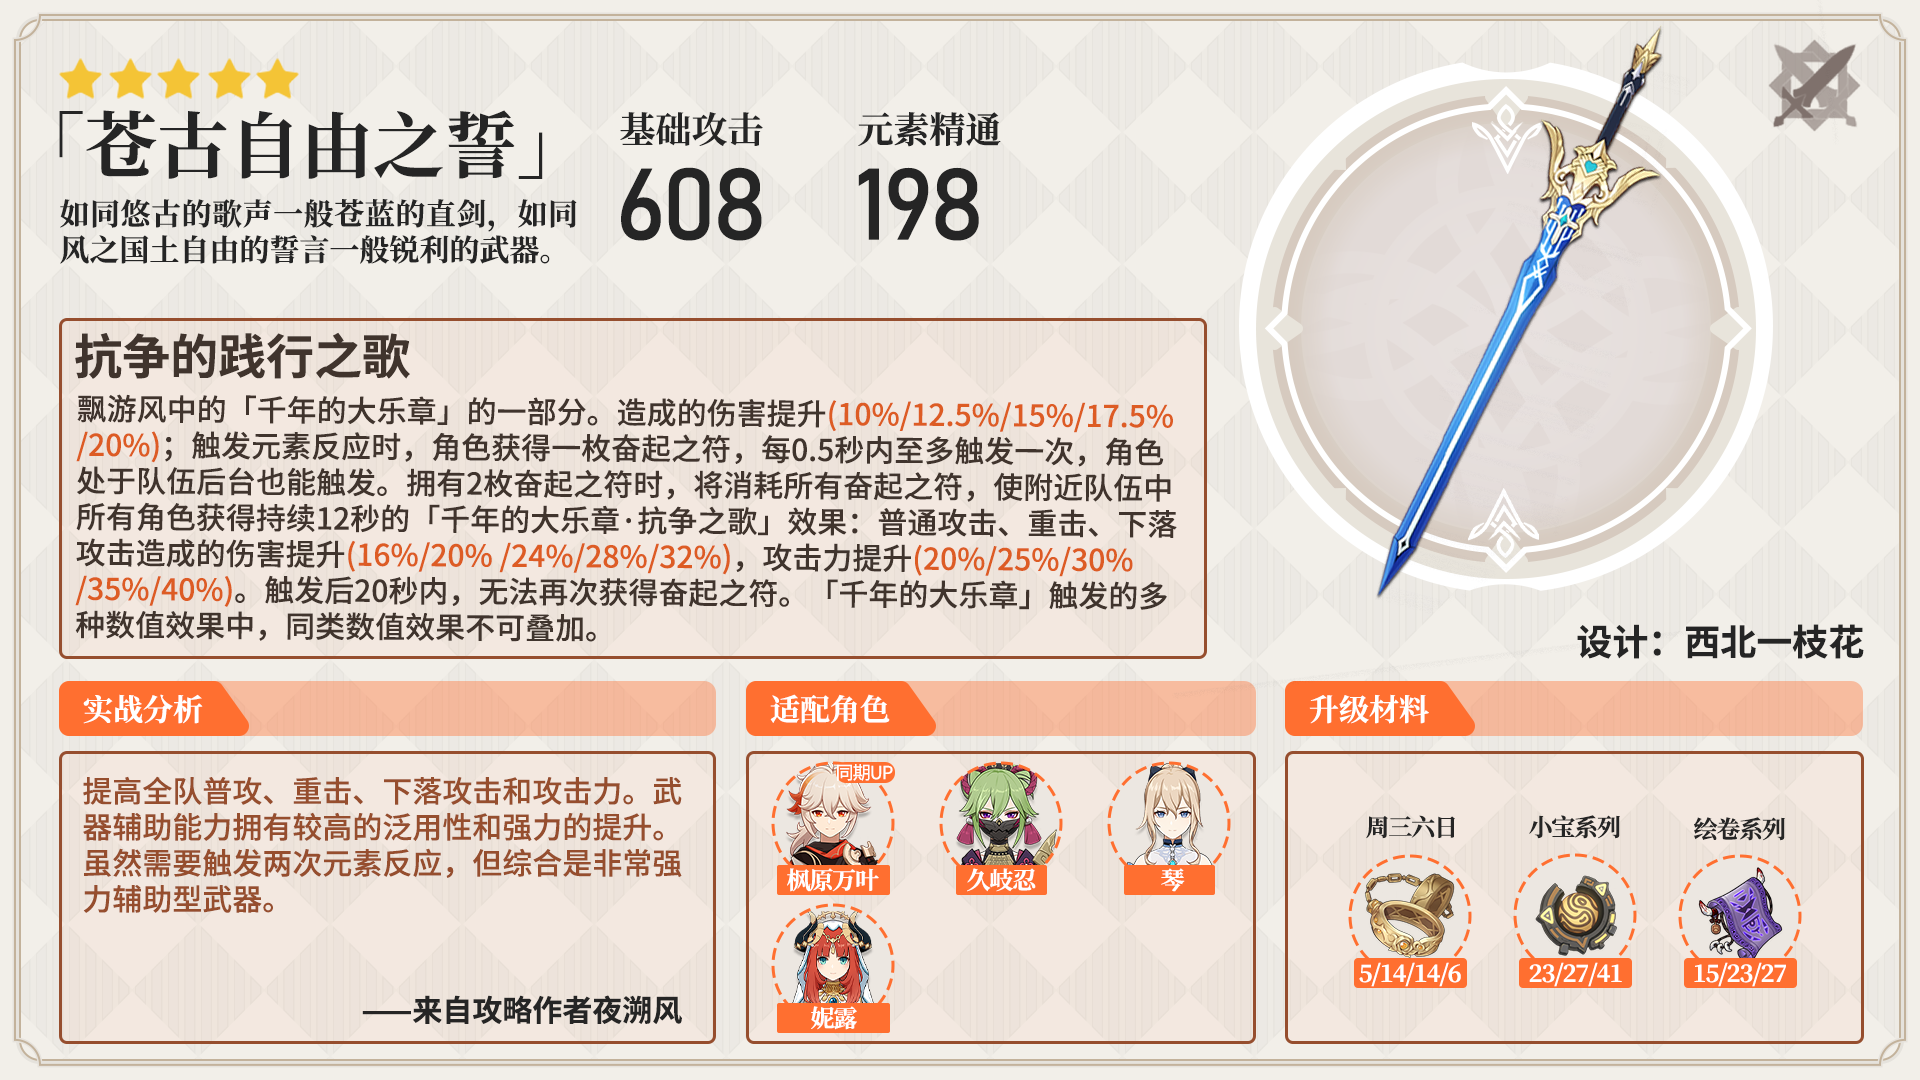 「苍古自由之誓」
如同悠古的歌声一般苍蓝的直剑，如同
风之国土自由的誓言一般锐利的武器。
基础攻击
608
元素精通
198
抗争的践行之歌
飘游风中的「千年的大乐章」的一部分。造成的伤害提升(10%/12.5%/15%/17.5%
/20%)；触发元素反应时，角色获得一枚奋起之符，每0.5秒内至多触发一次，角色
处于队伍后台也能触发。拥有2枚奋起之符时，将消耗所有奋起之符，使附近队伍中
所有角色获得持续12秒的「千年的大乐章·抗争之歌」效果：普通攻击、重击、下落
攻击造成的伤害提升(16%/20% /24%/28%/32%)，攻击力提升(20%/25%/30%
/35%/40%)。触发后20秒内，无法再次获得奋起之符。「千年的大乐章」触发的多
种数值效果中，同类数值效果不可叠加。
设计：西北一枝花
实战分析
提高全队普攻、重击、下落攻击和攻击力。武
器辅助能力拥有较高的泛用性和强力的提升。
虽然需要触发两次元素反应，但综合是非常强
力辅助型武器。
——来自攻略作者夜溯风
适配角色
同期UP
枫原万叶
久岐忍
琴
妮露
升级材料
周三六日
5/14/14/6
小宝系列
23/27/41
绘卷系列
15/23/27